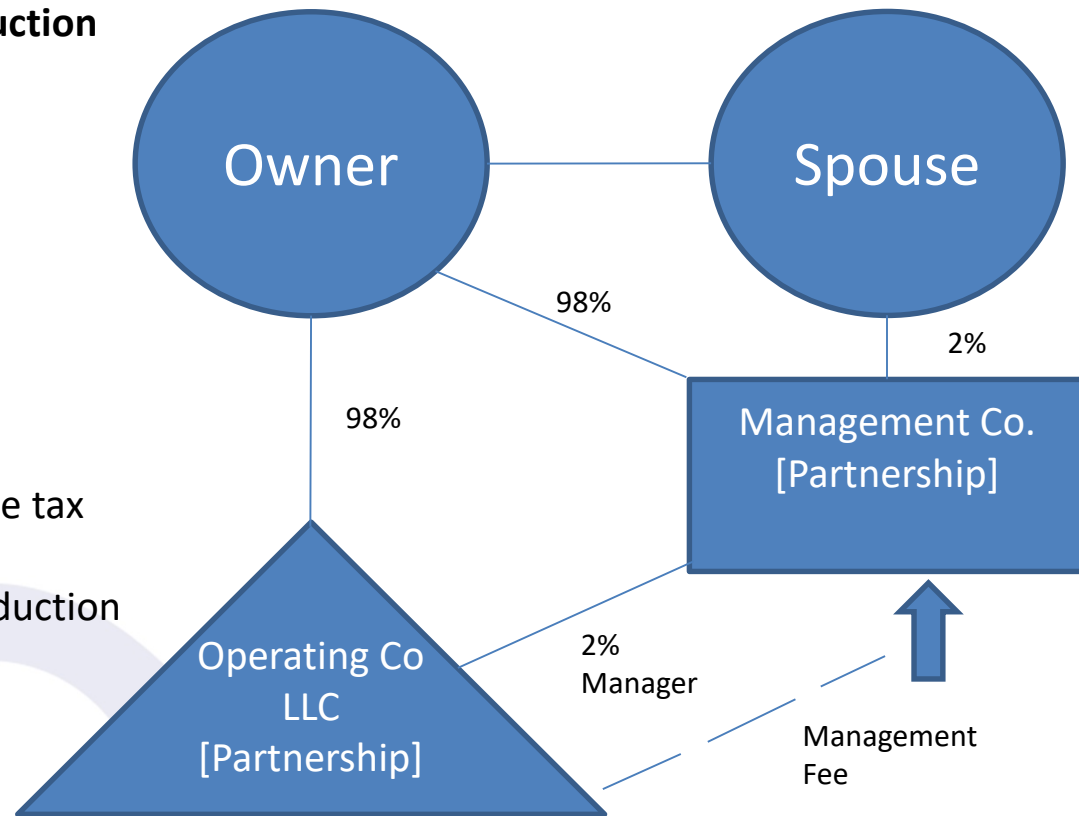 uction
Owner
Spouse
98%
2%
98%
Management Co.
[Partnership]
e tax
duction
Operating Co
LLC
[Partnership]
2%
Manager
Management
Fee